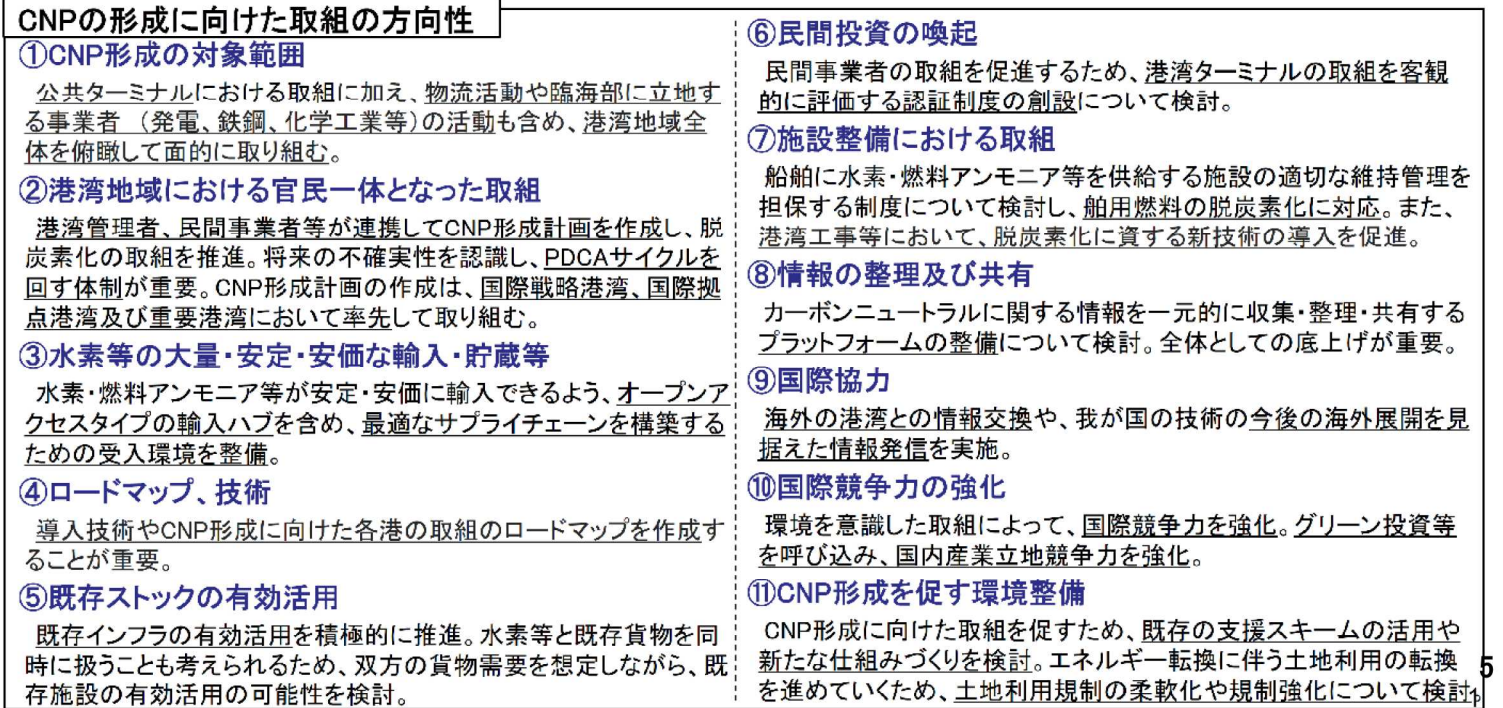 CNPの形成に向けた取組の方向性
①CNP形成の対象範囲
公共ターミナルにおける取組に加え、物流活動や臨海部に立地す
る事業者　(発電、鉄鋼、化学工業等)の活動も含め、港湾地域全
体を俯瞰して面的に取り組む。
②港湾地域における官民一体となった取組
港湾管理者、民間事業者等が連携してCNP形成計画を作成し、脱
炭素化の取組を推進。将来の不確実性を認識し、PDCAサイクルを
回す体制が重要。CNP形成計画の作成は、国際戦略港湾、国際拠
点港湾及び重要港湾において率先して取り組む。
③水素等の大量・安定・安価な輸入・貯蔵等
水素・燃料アンモニア等が安定・安価に輸入できるよう、オープンア
クセスタイプの輸入ハブを含め、最適なサプライチェーンを構築する
ための受入環境を整備。
④ロードマップ、技術
導入技術やCNP形成に向けた各港の取組のロードマップを作成す
ることが重要。
⑤既存ストックの有効活用
既存インフラの有効活用を積極的に推進。水素等と既存貨物を同
時に扱うことも考えられるため、双方の貨物需要を想定しながら、既
存施設の有効活用の可能性を検討。
⑥民間投資の喚起
民間事業者の取組を促進するため、港湾ターミナルの取組を客観
的に評価する認証制度の創設について検討。
⑦施設整備における取組
船舶に水素・燃料アンモニア等を供給する施設の適切な維持管理を
担保する制度について検討し、舶用燃料の脱炭素化に対応。また、
港湾工事等において、脱炭素化に資する新技術の導入を促進。
⑧情報の整理及び共有
カーボンニュートラルに関する情報を一元的に収集・整理・共有する
プラットフォームの整備について検討。全体としての底上げが重要。
⑨国際協力
海外の港湾との情報交換や、我が国の技術の今後の海外展開を見
据えた情報発信を実施。
⑩国際競争力の強化
環境を意識した取組によって、国際競争力を強化。グリーン投資等
を呼び込み、国内産業立地競争力を強化。
⑪CNP形成を促す環境整備
CNP形成に向けた取組を促すため、既存の支援スキームの活用や
新たな仕組みづくりを検討。エネルギー転換に伴う土地利用の転換
を進めていくため、土地利用規制の柔軟化や規制強化について検討。
5